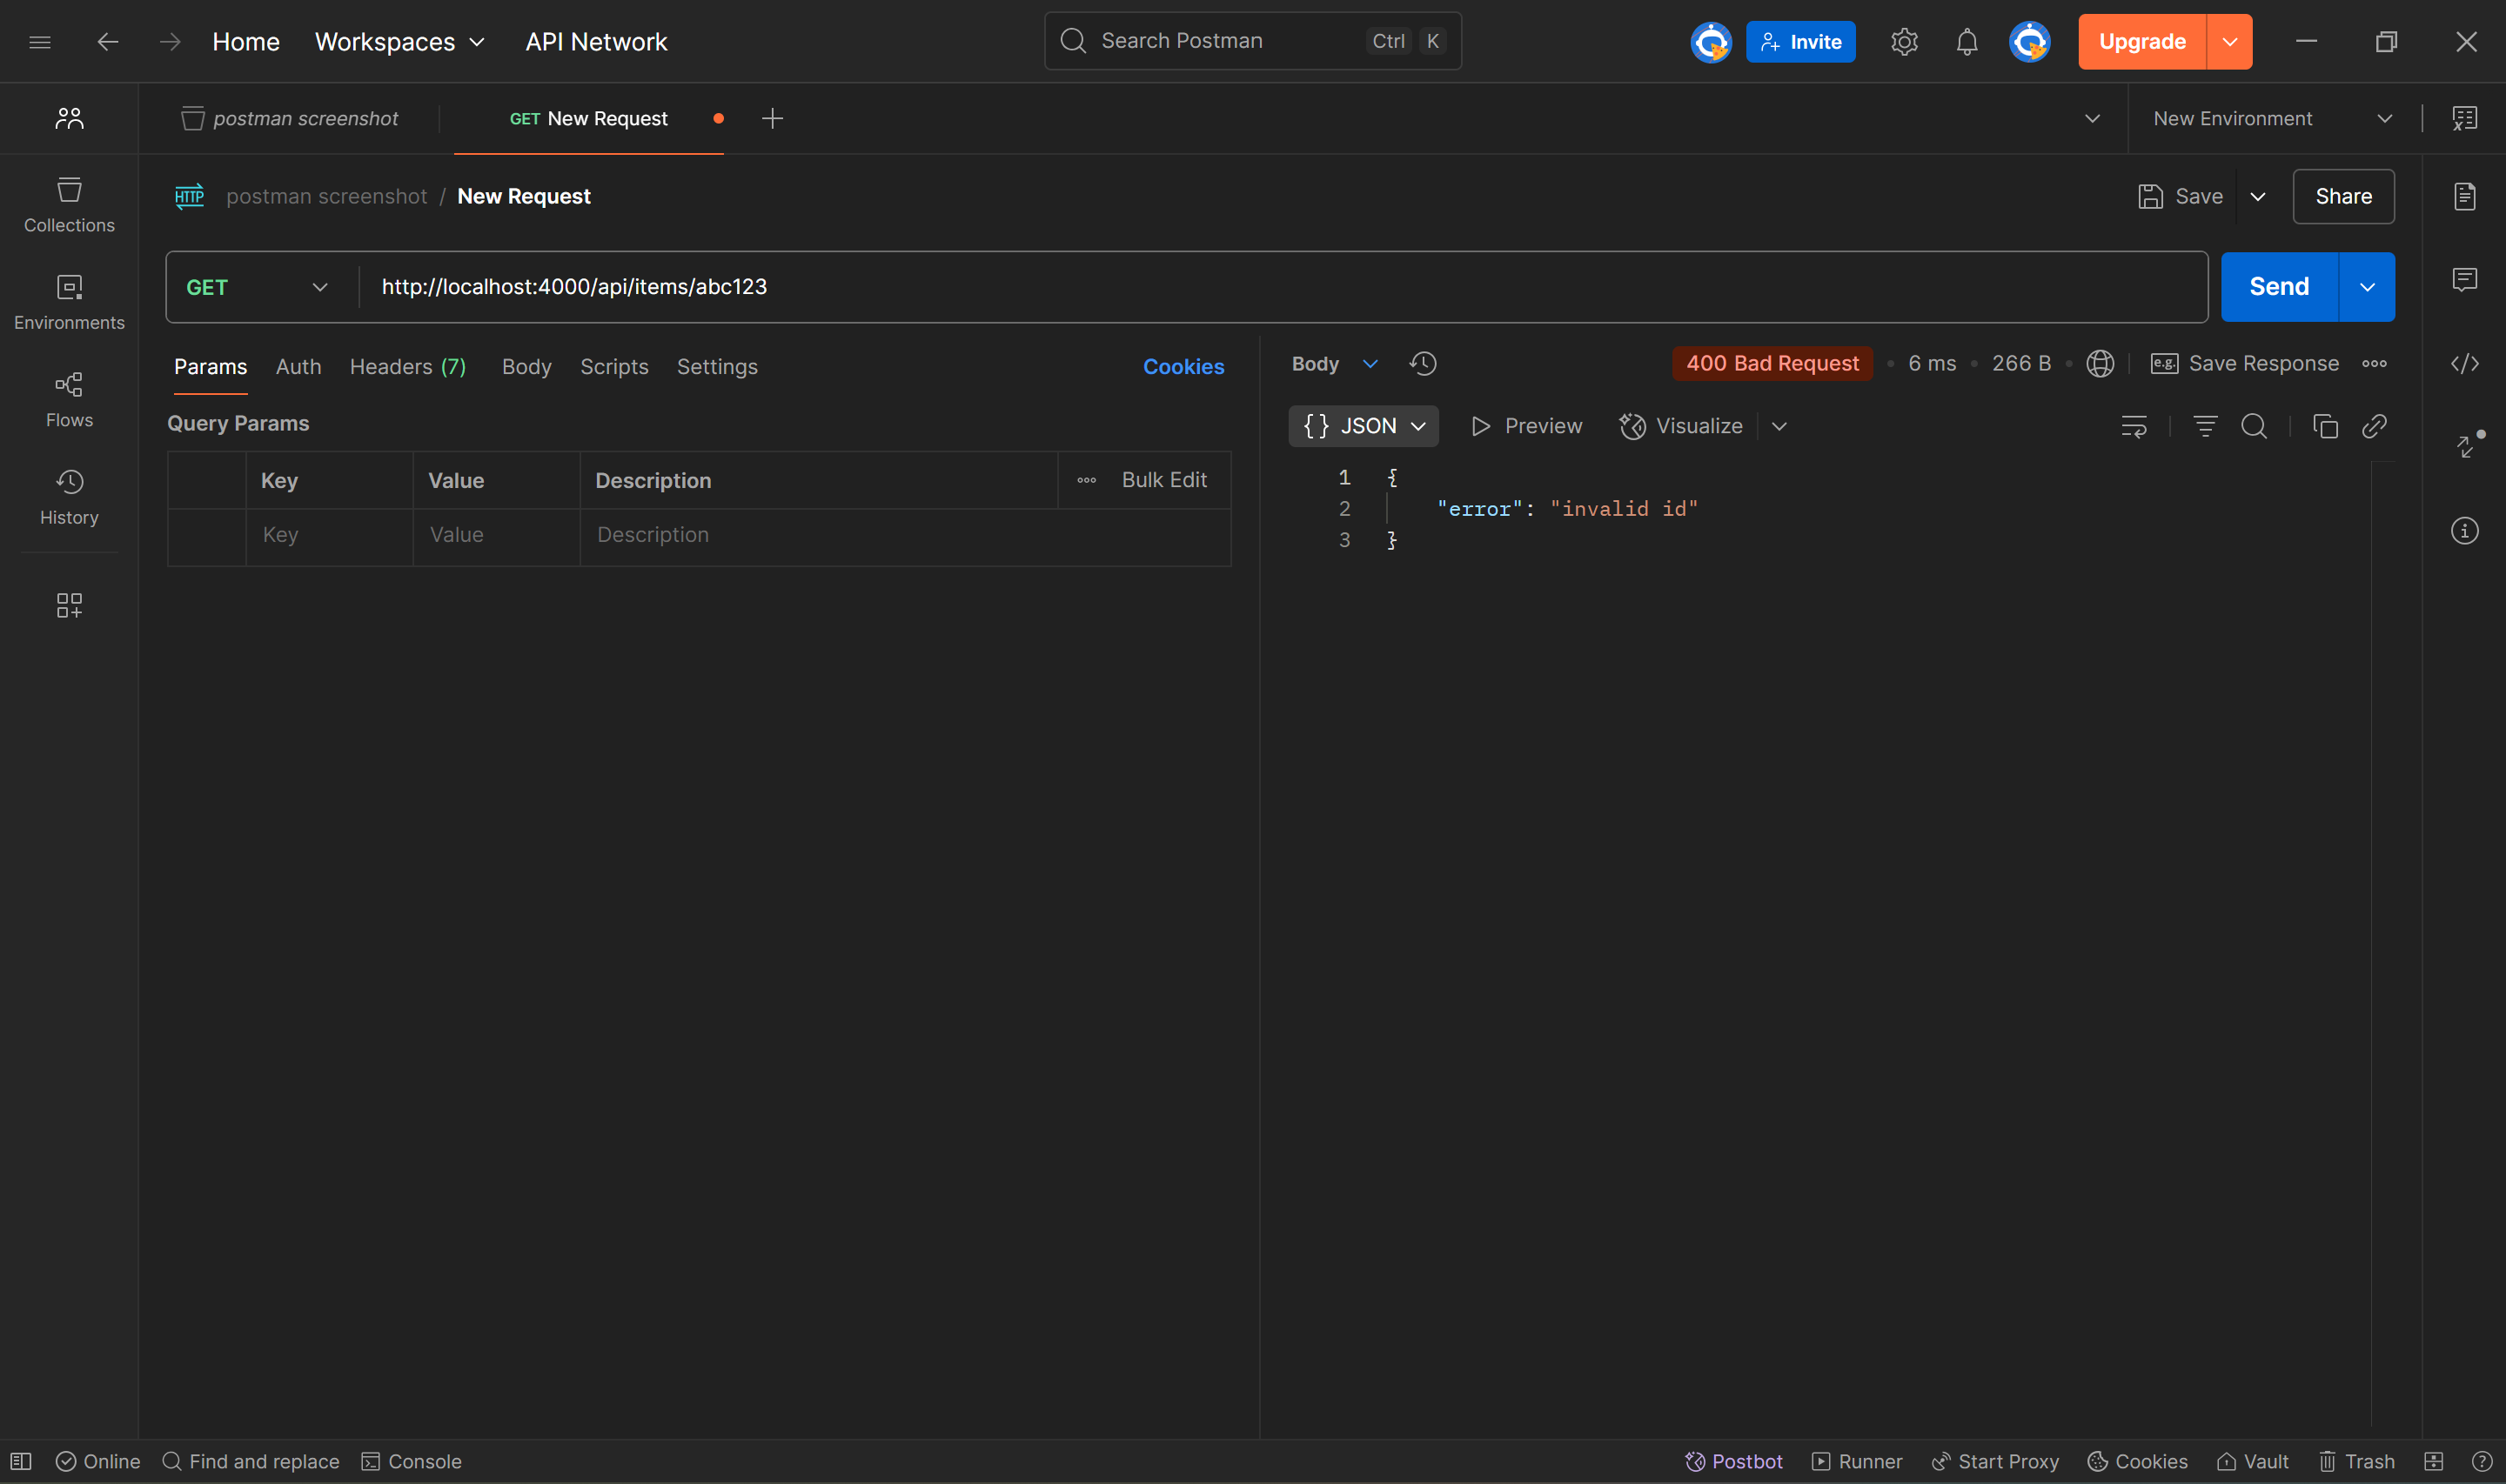 Home Workspaces API Network Search Postman Ctrl K Invite Upgrade
postman screenshot GET New Request New Environment
HTTP postman screenshot / New Request Save Share
GET http://localhost:4000/api/items/abc123 Send
Collections
Environments
Flows
History
Params Auth Headers (7) Body Scripts Settings Cookies
Query Params
Key Value Description Bulk Edit
Key Value Description
Body 400 Bad Request 6 ms 266 B e.g. Save Response
{} JSON Preview Visualize
1 {
2 "error": "invalid id"
3 }
Online Find and replace Console Postbot Runner Start Proxy Cookies Vault Trash